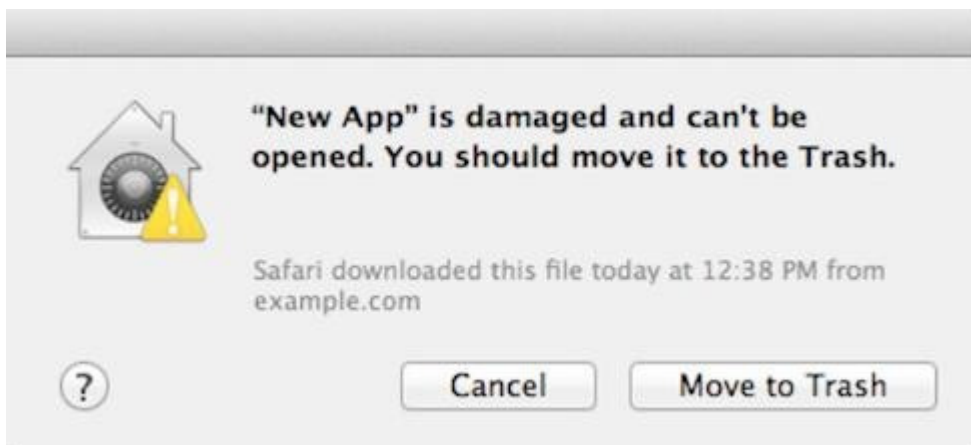 “New App” is damaged and can't be
opened. You should move it to the Trash.
Safari downloaded this file today at 12:38 PM from
example.com
?
Cancel
Move to Trash